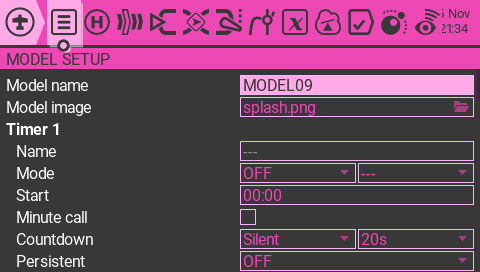 5 Nov
21:34
MODEL SETUP
Model name MODEL09
Model image splash.png
Timer 1
Name ---
Mode OFF ---
Start 00:00
Minute call
Countdown Silent 20s
Persistent OFF